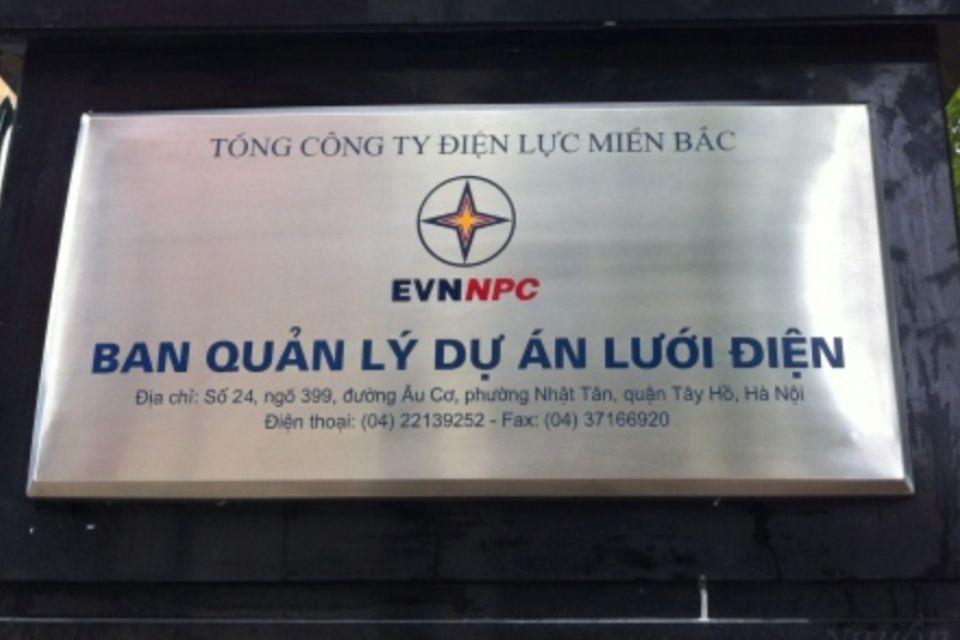 TỔNG CÔNG TY ĐIỆN LỰC MIỀN BẮC
EVNNPC
BAN QUẢN LÝ DỰ ÁN LƯỚI ĐIỆN
Địa chỉ: Số 24, ngõ 399, đường Âu Cơ, phường Nhật Tân, quận Tây Hồ, Hà Nội
Điện thoại: (04) 22139252 - Fax: (04) 37166920